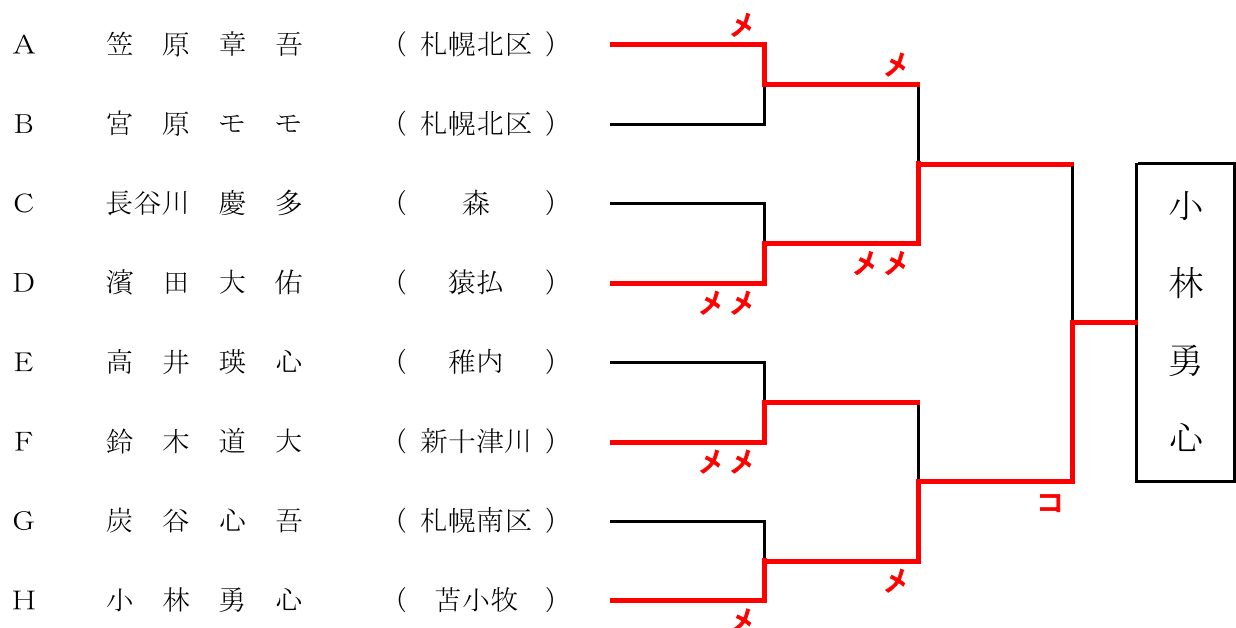 A 笠原章吾 (札幌北区) メ
メ
B 宮原モモ (札幌北区)
C 長谷川慶多 (森)
メメ
D 濱田大佑 (猿払) メメ
E 高井瑛心 (稚内)
F 鈴木道大 (新十津川) メメ
コ
G 炭谷心吾 (札幌南区)
メ
H 小林勇心 (苫小牧) メ
小林勇心